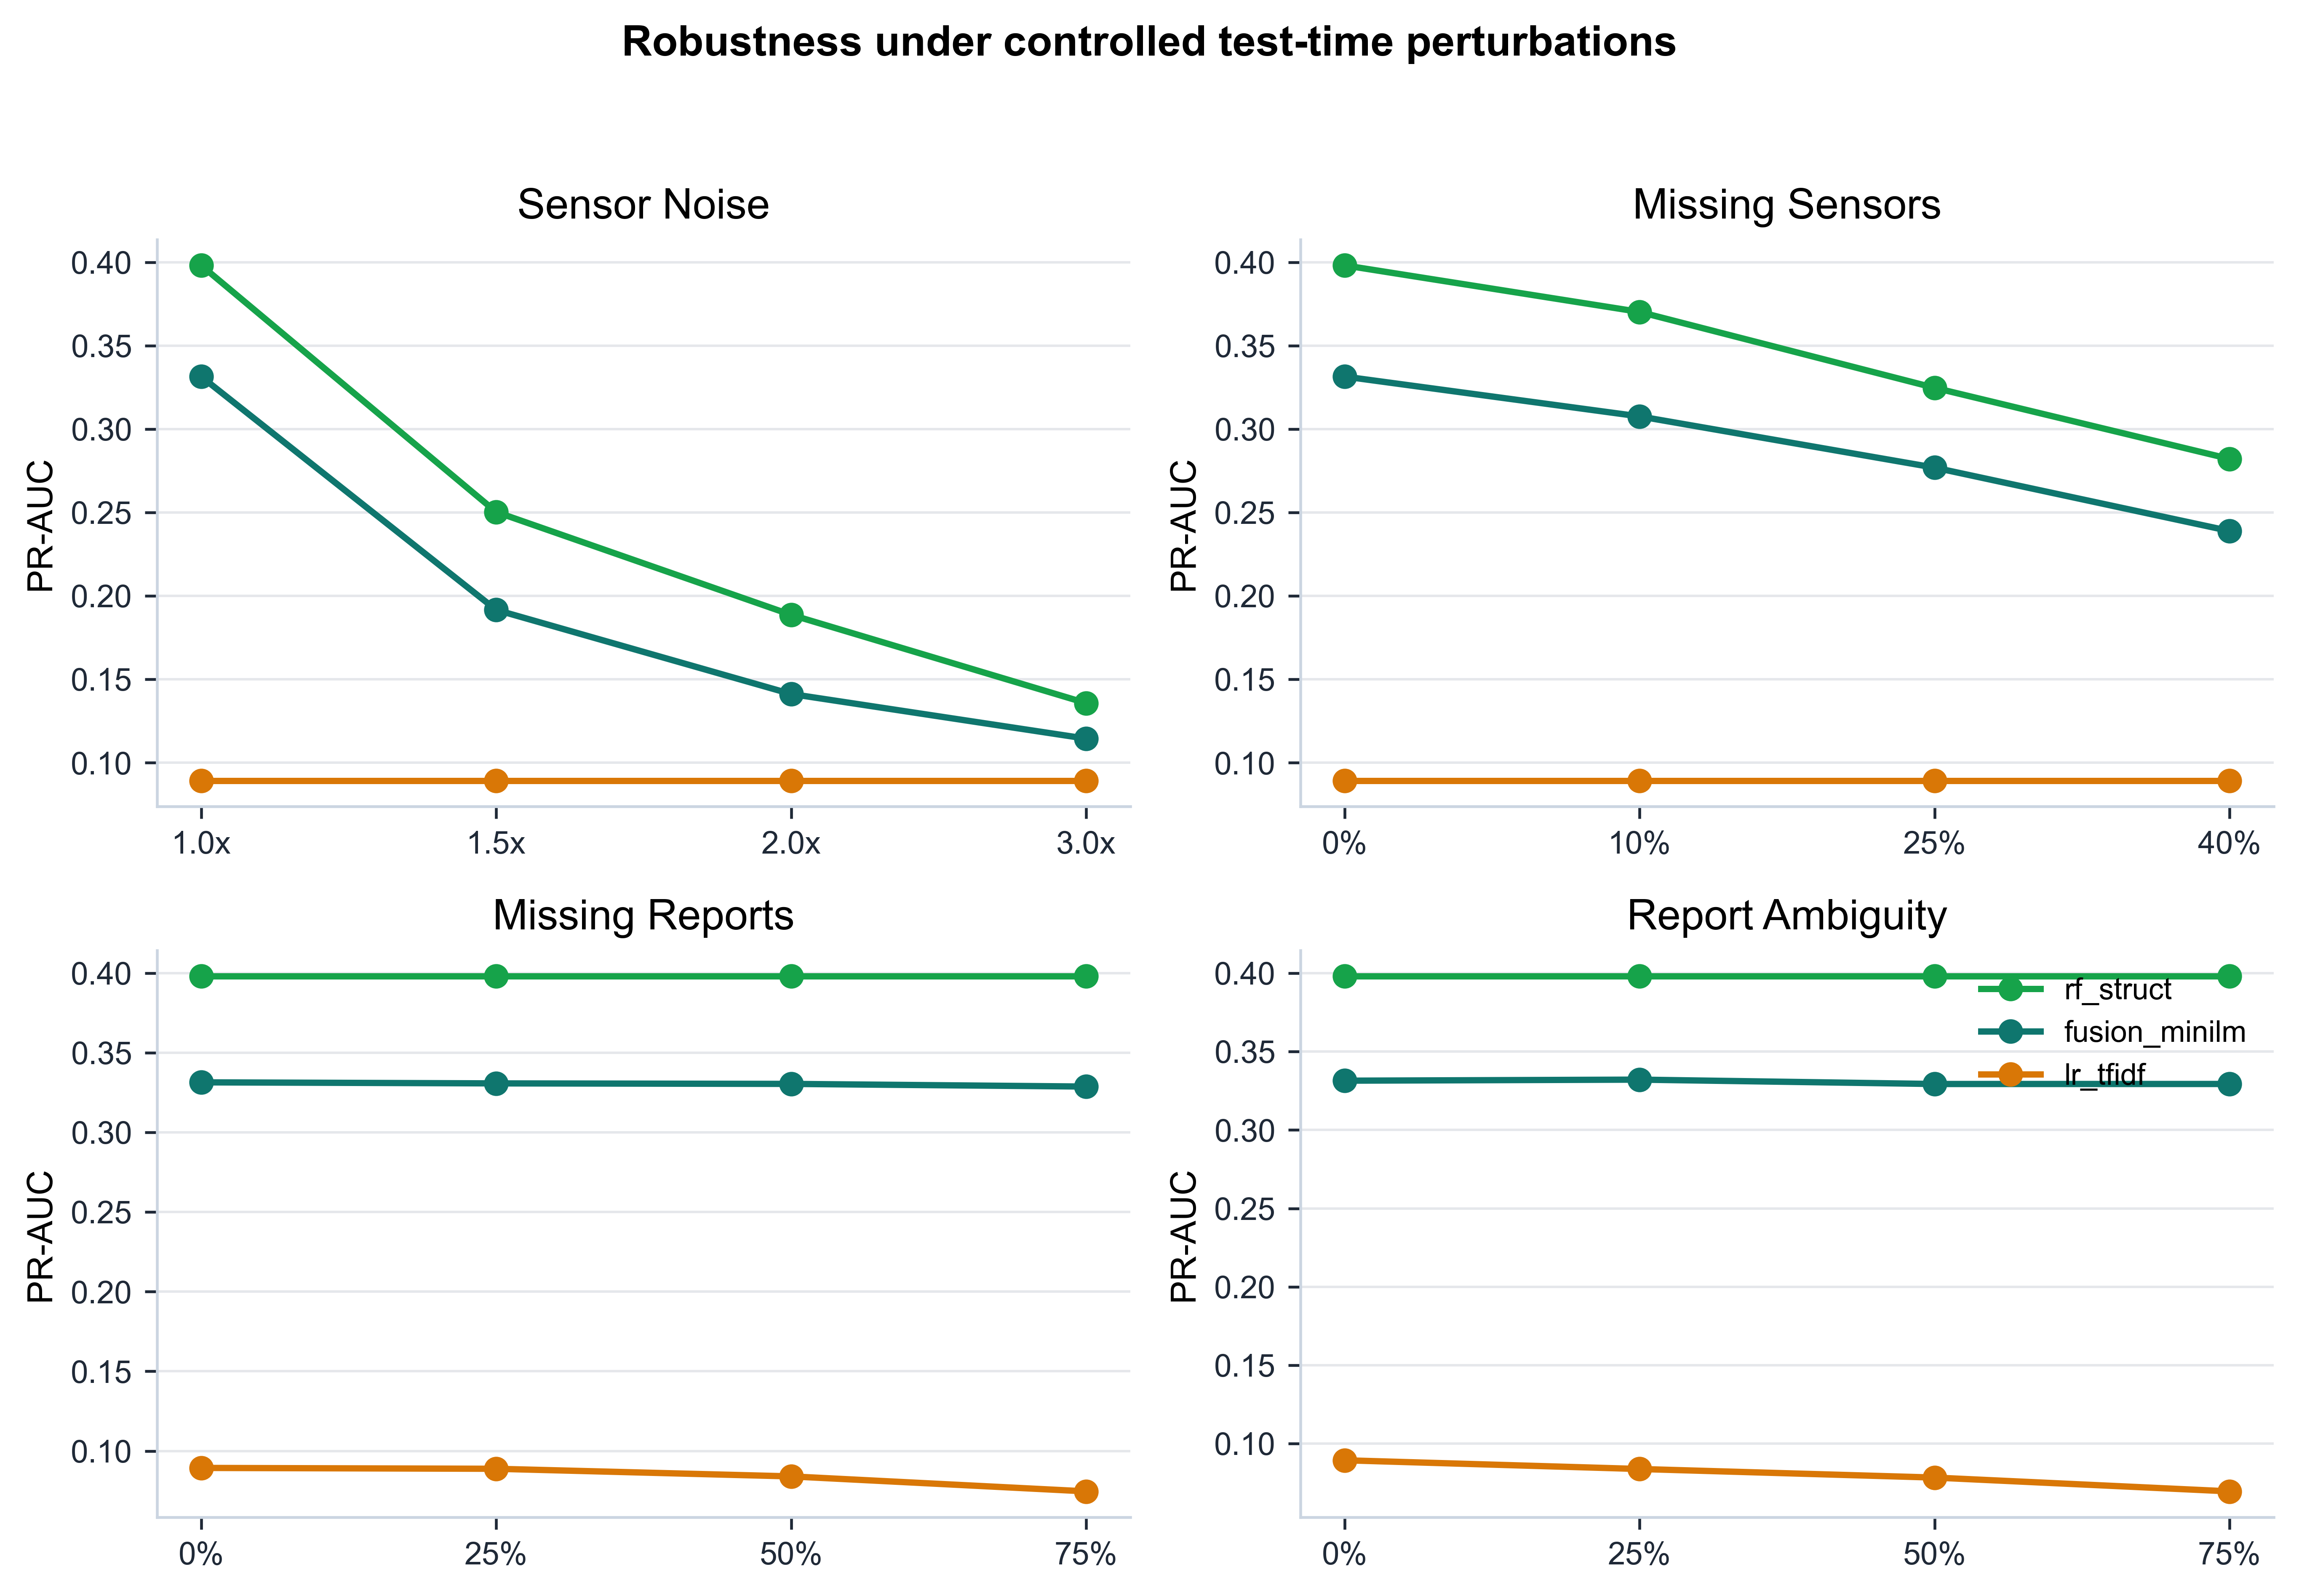 Robustness under controlled test-time perturbations
Sensor Noise
PR-AUC
0.40
0.35
0.30
0.25
0.20
0.15
0.10
1.0x 1.5x 2.0x 3.0x
Missing Sensors
PR-AUC
0.40
0.35
0.30
0.25
0.20
0.15
0.10
0% 10% 25% 40%
Missing Reports
PR-AUC
0.40
0.35
0.30
0.25
0.20
0.15
0.10
0% 25% 50% 75%
Report Ambiguity
PR-AUC
0.40
0.35
0.30
0.25
0.20
0.15
0.10
0% 25% 50% 75%
rf_struct
fusion_minilm
lr_tfidf